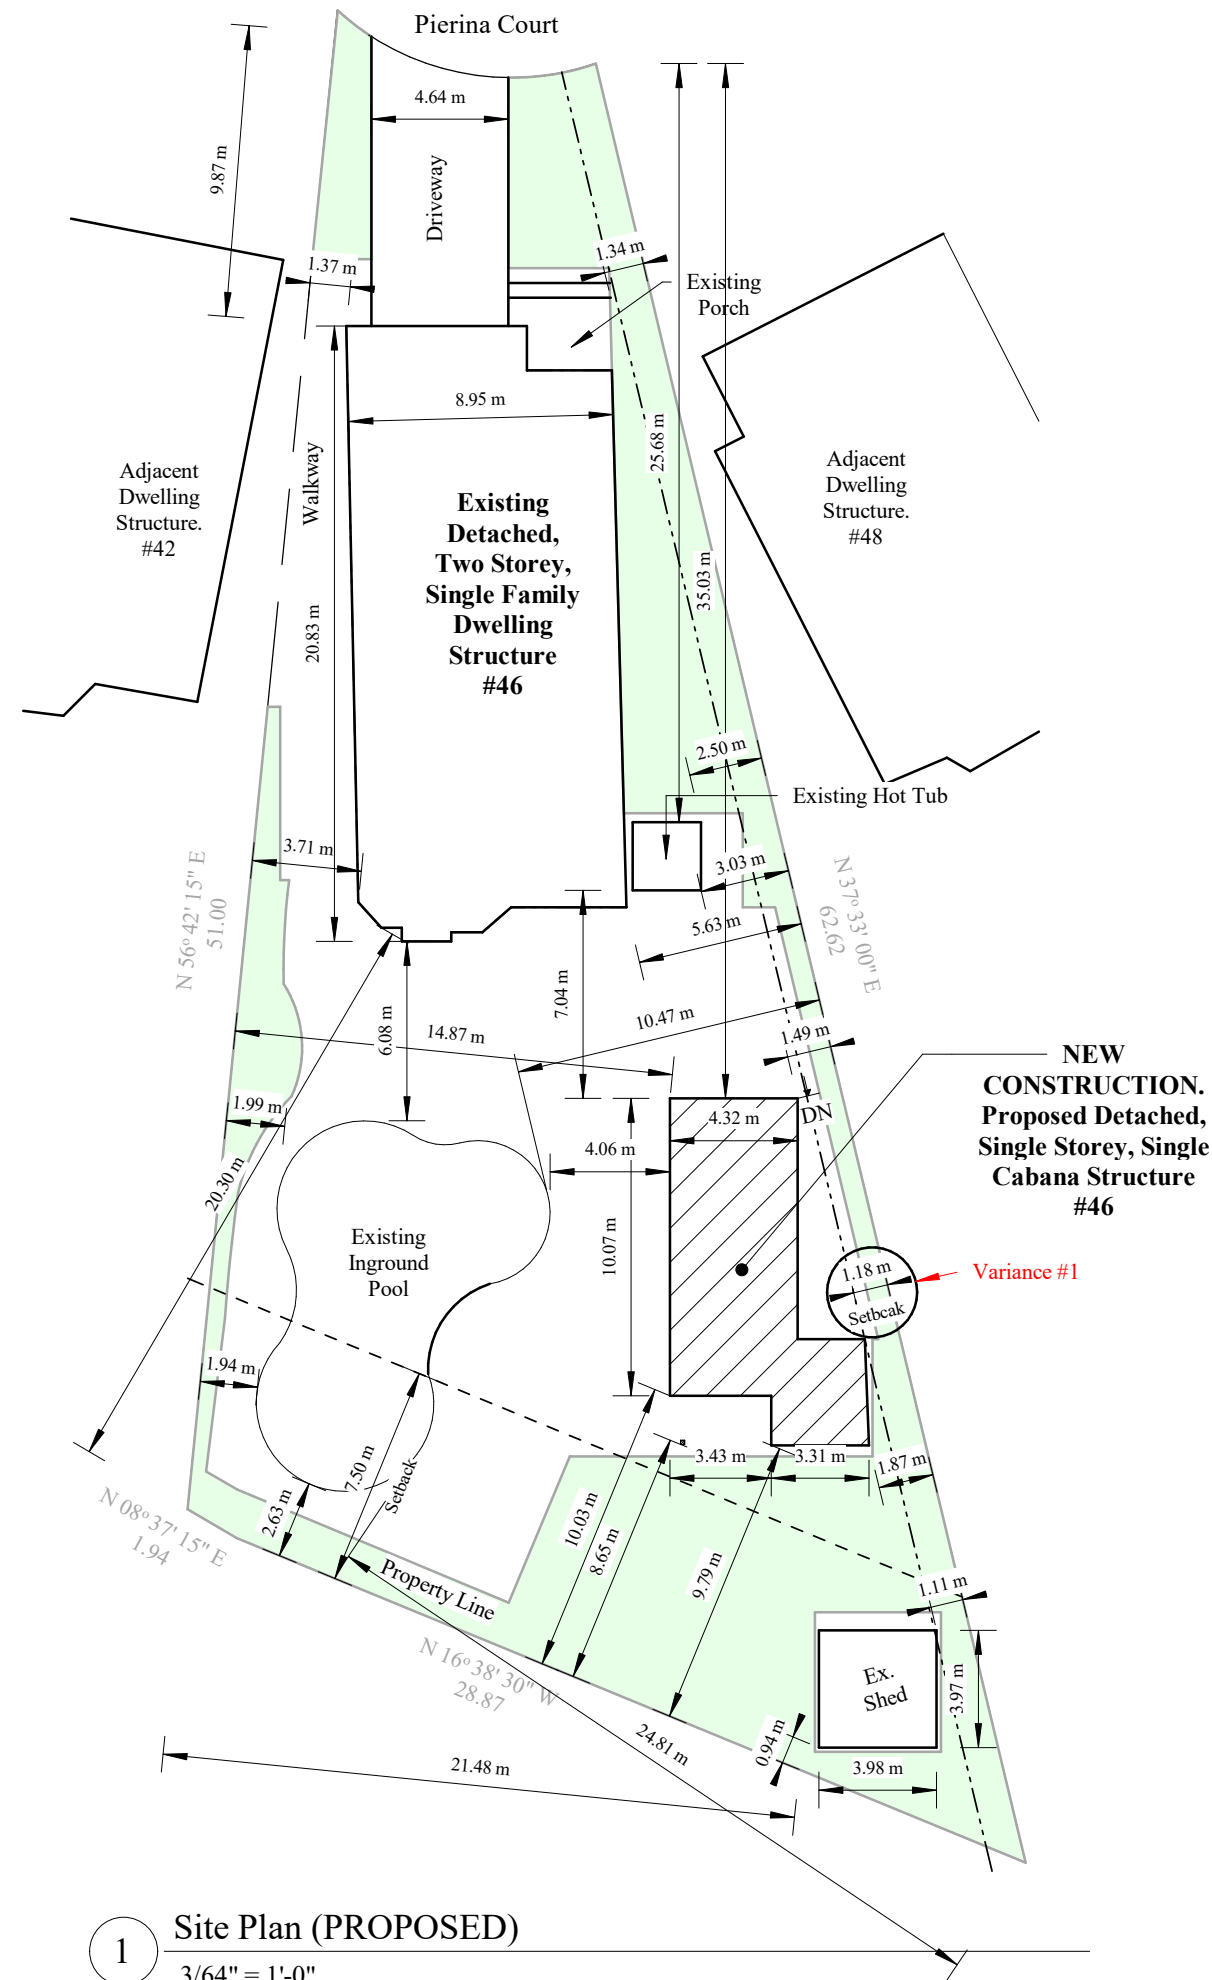 Pierina Court
4.64 m
9.87 m
Driveway
1.37 m
1.34 m
Existing
Porch
8.95 m
25.68 m
Walkway
Adjacent
Dwelling
Structure.
#42
Existing
Detached,
Two Storey,
Single Family
Dwelling
Structure
#46
Adjacent
Dwelling
Structure.
#48
35.03 m
20.83 m
2.50 m
Existing Hot Tub
3.71 m
3.03 m
N 56° 42' 15" E
51.00
N 37° 33' 00" E
62.62
5.63 m
7.04 m
6.08 m
14.87 m
10.47 m
1.49 m
NEW
CONSTRUCTION.
Proposed Detached,
Single Storey, Single
Cabana Structure
#46
1.99 m
4.32 m
DN
4.06 m
20.30 m
10.07 m
Existing
Inground
Pool
1.18 m
Setbcak
Variance #1
1.94 m
7.50 m
Setback
3.43 m
3.31 m
1.87 m
2.63 m
10.03 m
8.65 m
9.79 m
N 08° 37' 15" E
1.94
Property Line
1.11 m
N 16° 38' 30" W
28.87
Ex.
Shed
3.97 m
24.81 m
0.94 m
21.48 m
3.98 m
1
Site Plan (PROPOSED)
3/64" = 1'-0"